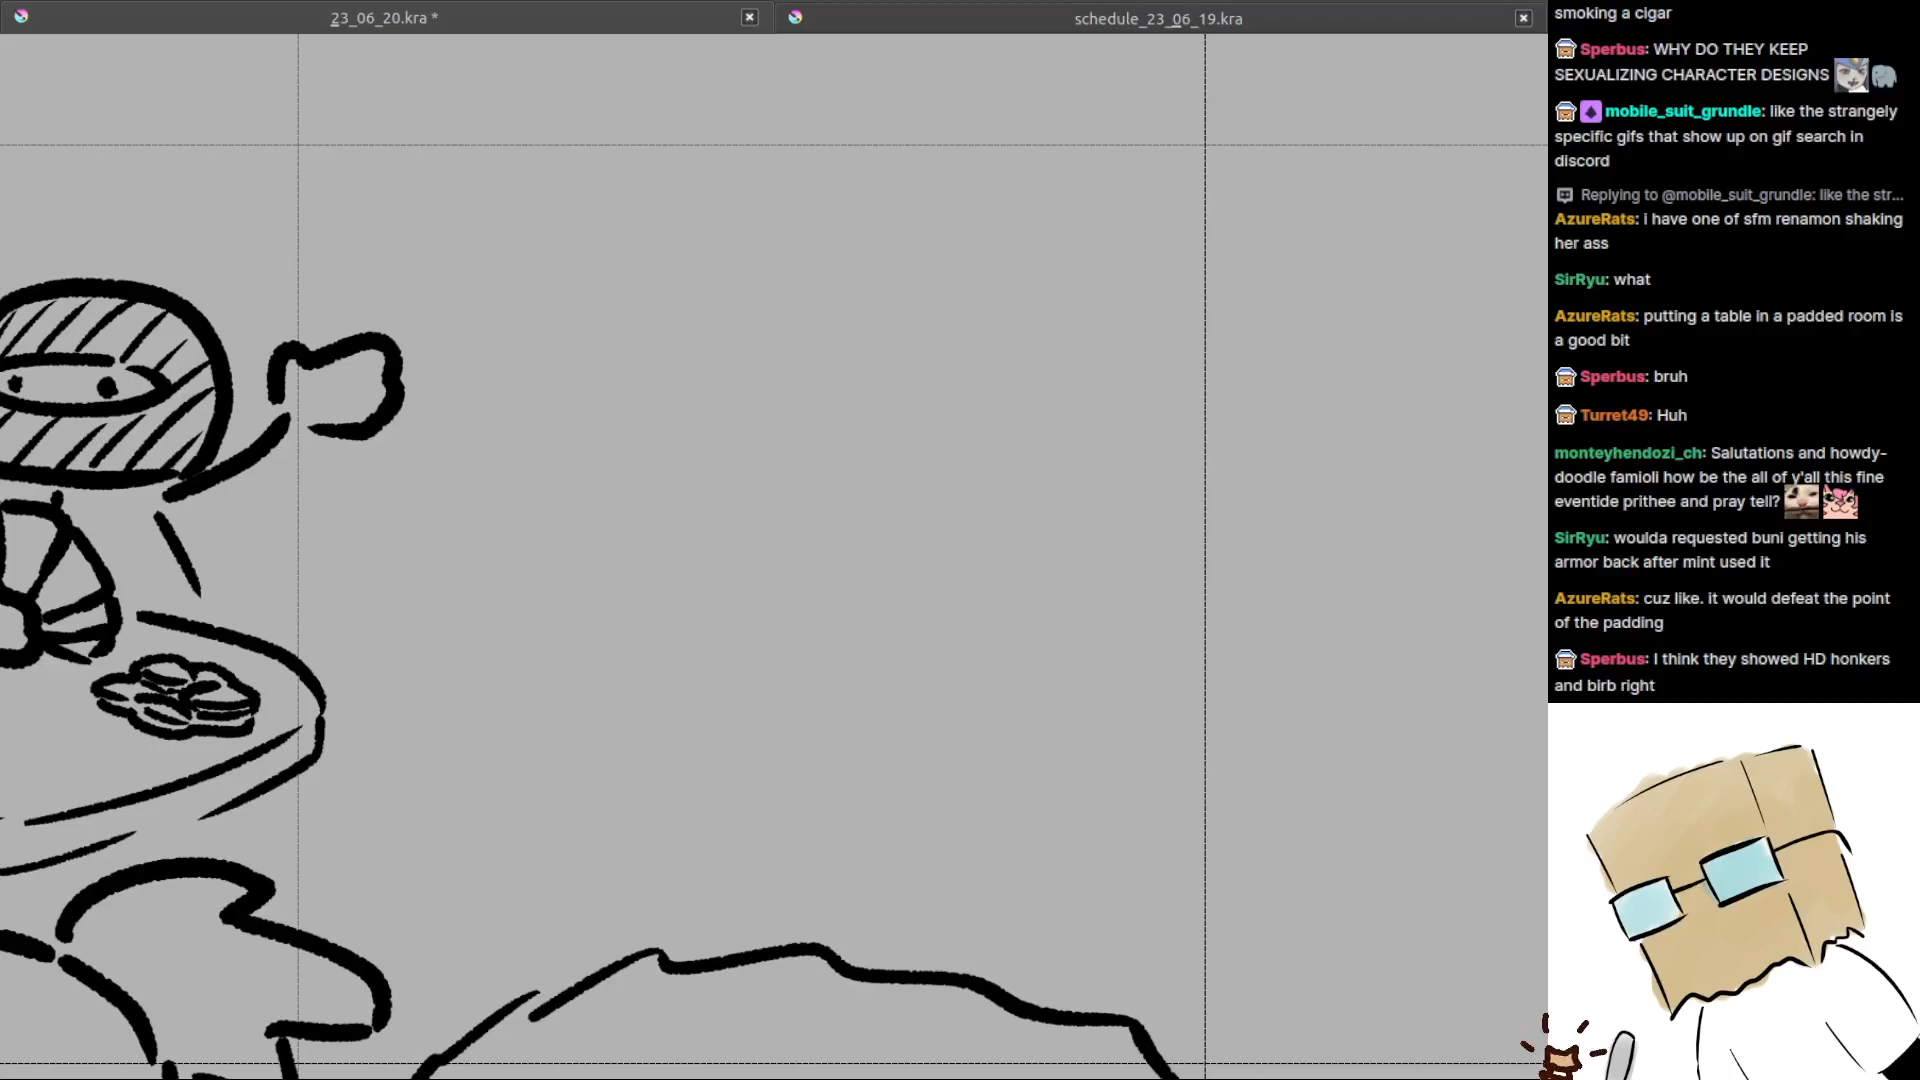 23_06_20.kra *
schedule_23_06_19.kra
smoking a cigar
Sperbus: WHY DO THEY KEEP
SEXUALIZING CHARACTER DESIGNS
mobile_suit_grundle: like the strangely
specific gifs that show up on gif search in
discord
Replying to @mobile_suit_grundle: like the str...
AzureRats: i have one of sfm renamon shaking
her ass
SirRyu: what
AzureRats: putting a table in a padded room is
a good bit
Sperbus: bruh
Turret49: Huh
monteyhendozi_ch: Salutations and howdy-
doodle famioli how be the all of y'all this fine
eventide prithee and pray tell?
SirRyu: woulda requested buni getting his
armor back after mint used it
AzureRats: cuz like. it would defeat the point
of the padding
Sperbus: I think they showed HD honkers
and birb right